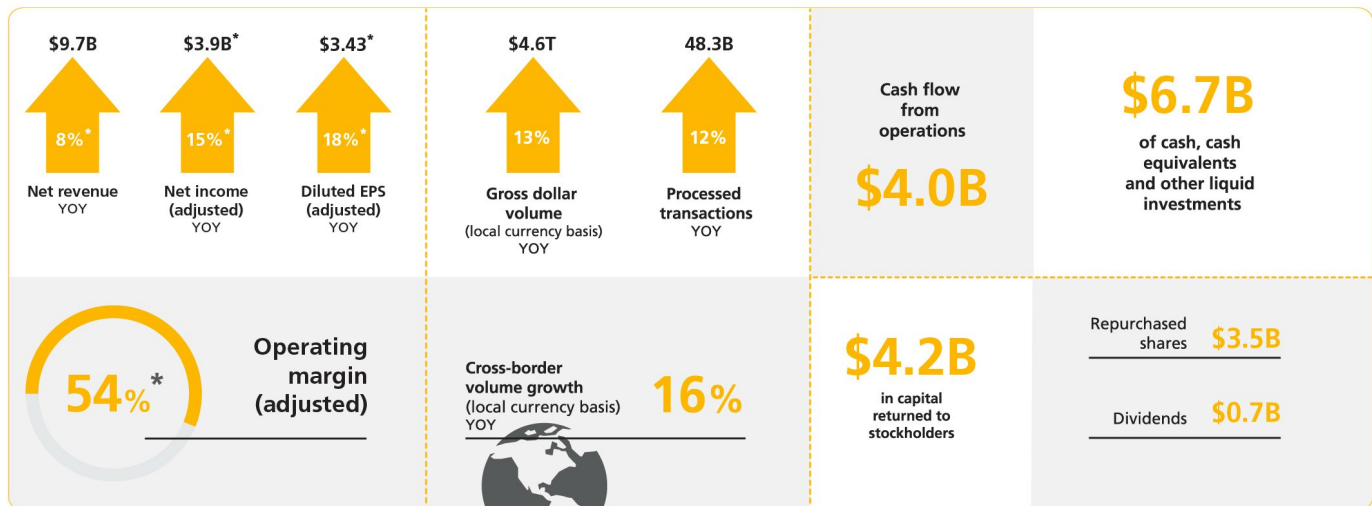 $9.7B
8%*
Net revenue
YOY
$3.9B*
15%*
Net income
(adjusted)
YOY
$3.43*
18%*
Diluted EPS
(adjusted)
YOY
$4.6T
13%
Gross dollar
volume
(local currency basis)
YOY
48.3B
12%
Processed
transactions
YOY
Cash flow
from
operations
$4.0B
$6.7B
of cash, cash
equivalents
and other liquid
investments
54%*
Operating
margin
(adjusted)
Cross-border
volume growth
(local currency basis)
YOY
16%
$4.2B
in capital
returned to
stockholders
Repurchased
shares
$3.5B
Dividends
$0.7B